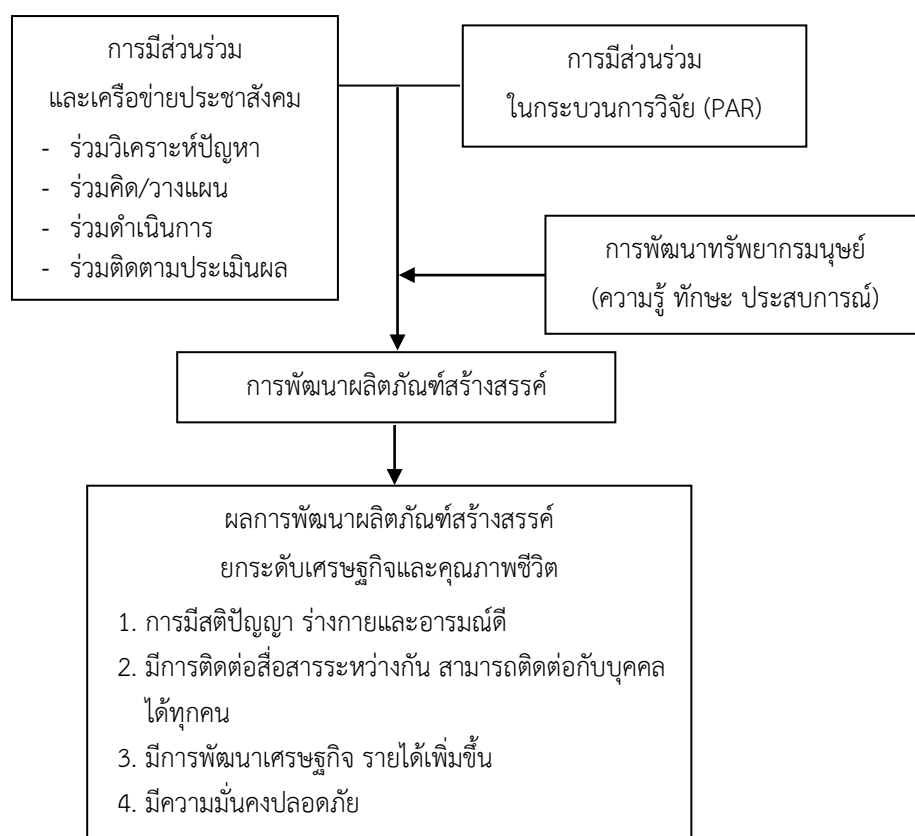 การมีส่วนร่วม
และเครือข่ายประชาสังคม
- ร่วมวิเคราะห์ปัญหา
- ร่วมคิด/วางแผน
- ร่วมดำเนินการ
- ร่วมติดตามประเมินผล
การมีส่วนร่วม
ในกระบวนการวิจัย (PAR)
การพัฒนาทรัพยากรมนุษย์
(ความรู้ ทักษะ ประสบการณ์)
การพัฒนาผลิตภัณฑ์สร้างสรรค์
ผลการพัฒนาผลิตภัณฑ์สร้างสรรค์
ยกระดับเศรษฐกิจและคุณภาพชีวิต
1. การมีสติปัญญา ร่างกายและอารมณ์ดี
2. มีการติดต่อสื่อสารระหว่างกัน สามารถติดต่อกับบุคคล
ได้ทุกคน
3. มีการพัฒนาเศรษฐกิจ รายได้เพิ่มขึ้น
4. มีความมั่นคงปลอดภัย